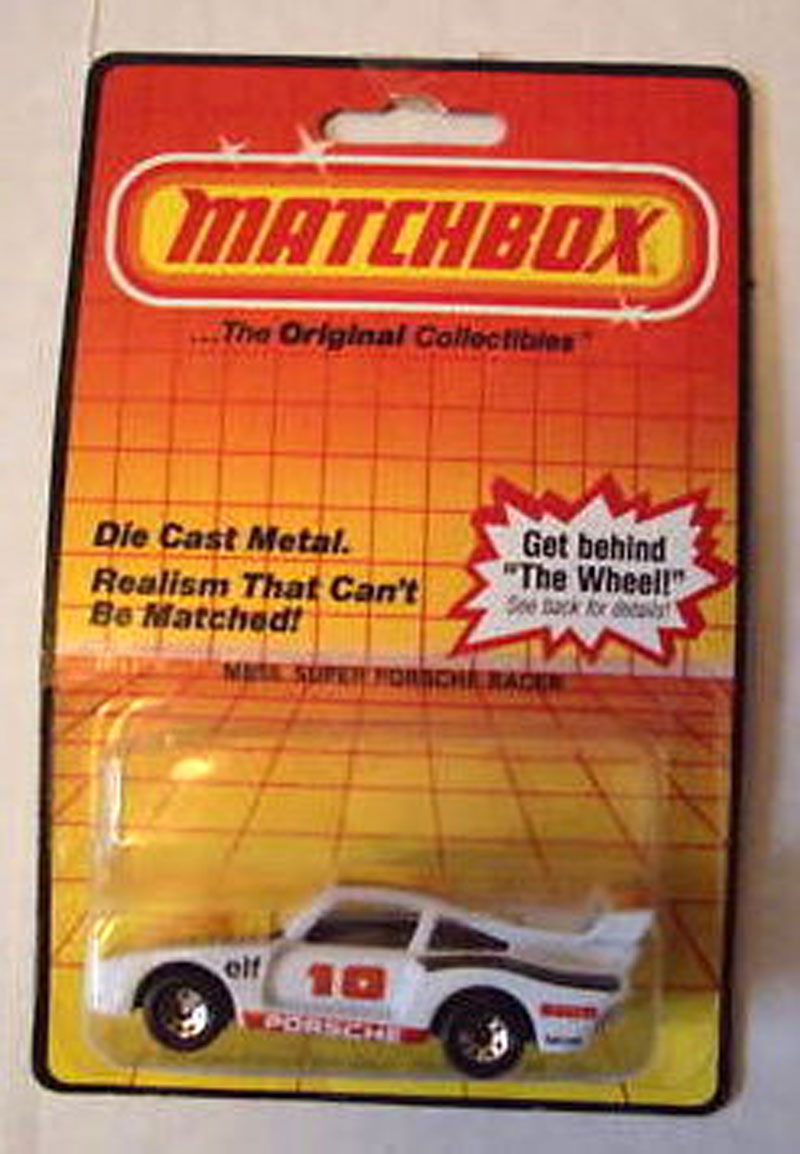 MATCHBOX
...The Original Collectibles™
Die Cast Metal.
Realism That Can't
Be Matched!
Get behind
"The Wheel!"
See back for details!
SUPER PORSCHE RACER
elf
10
PORSCHE